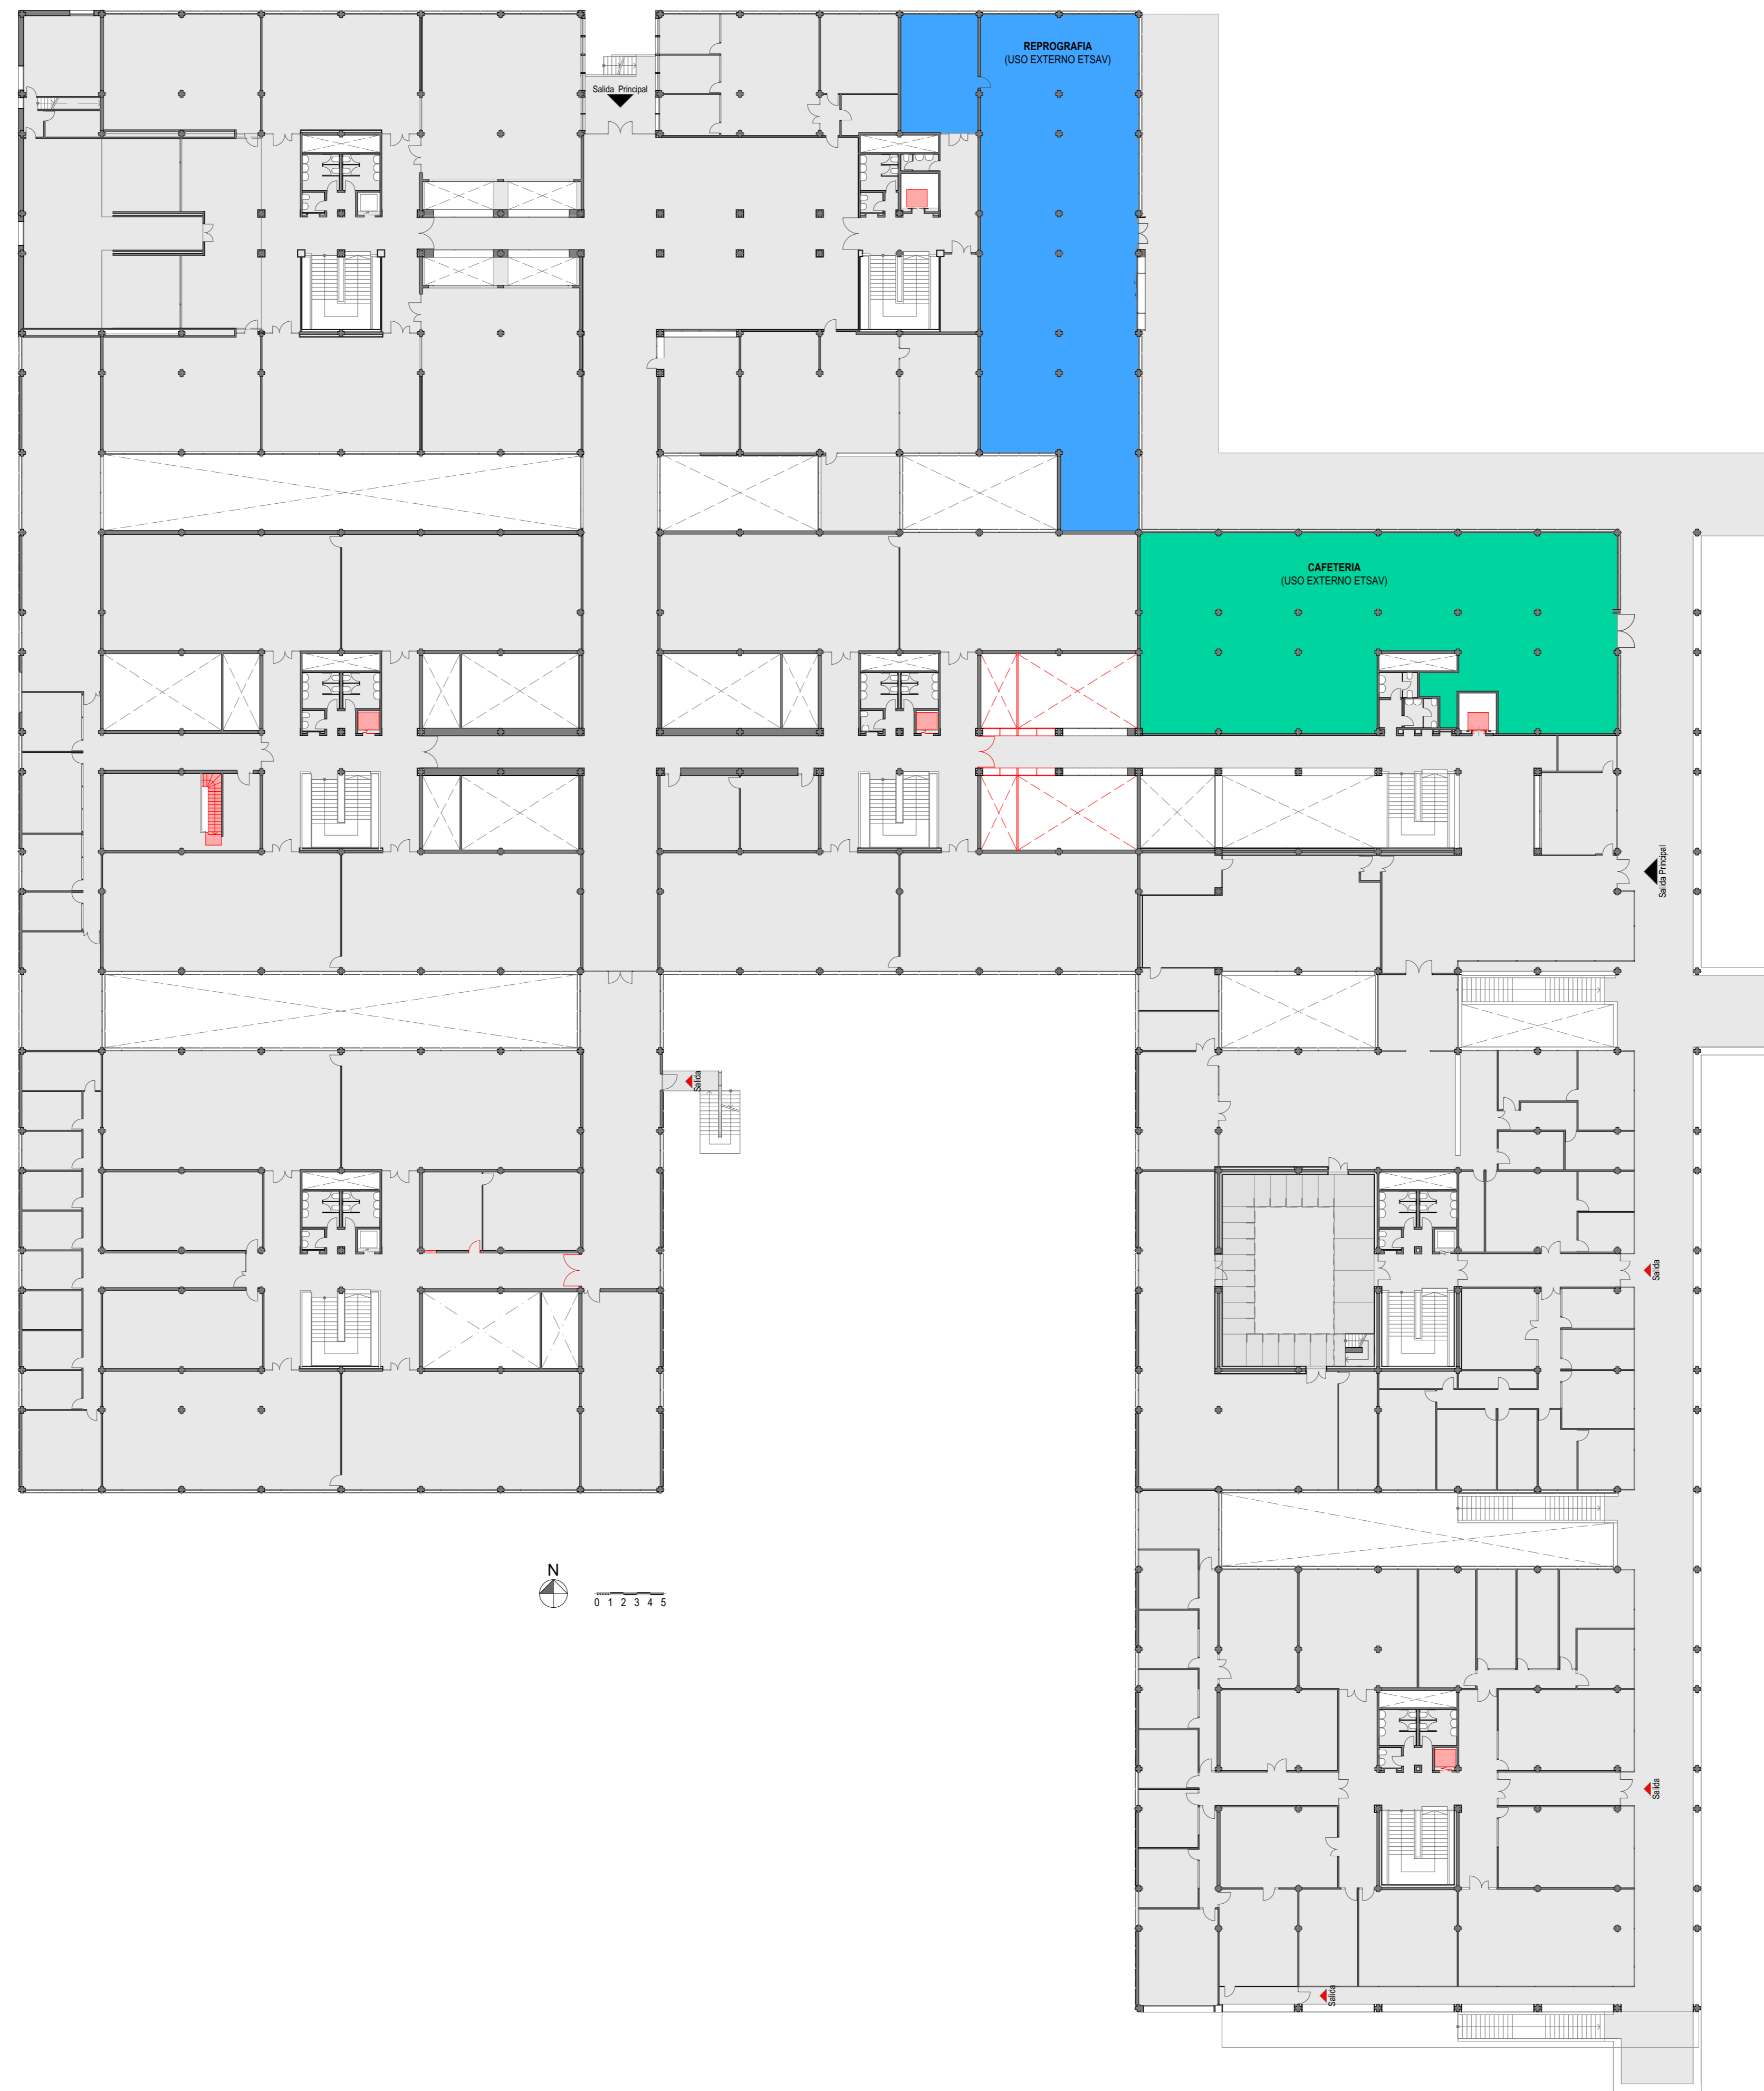 REPROGRAFIA
(USO EXTERNO ETSAV)
Salida Principal
CAFETERIA
(USO EXTERNO ETSAV)
Salida Principal
Salida
Salida
N
0 1 2 3 4 5
Salida
Salida